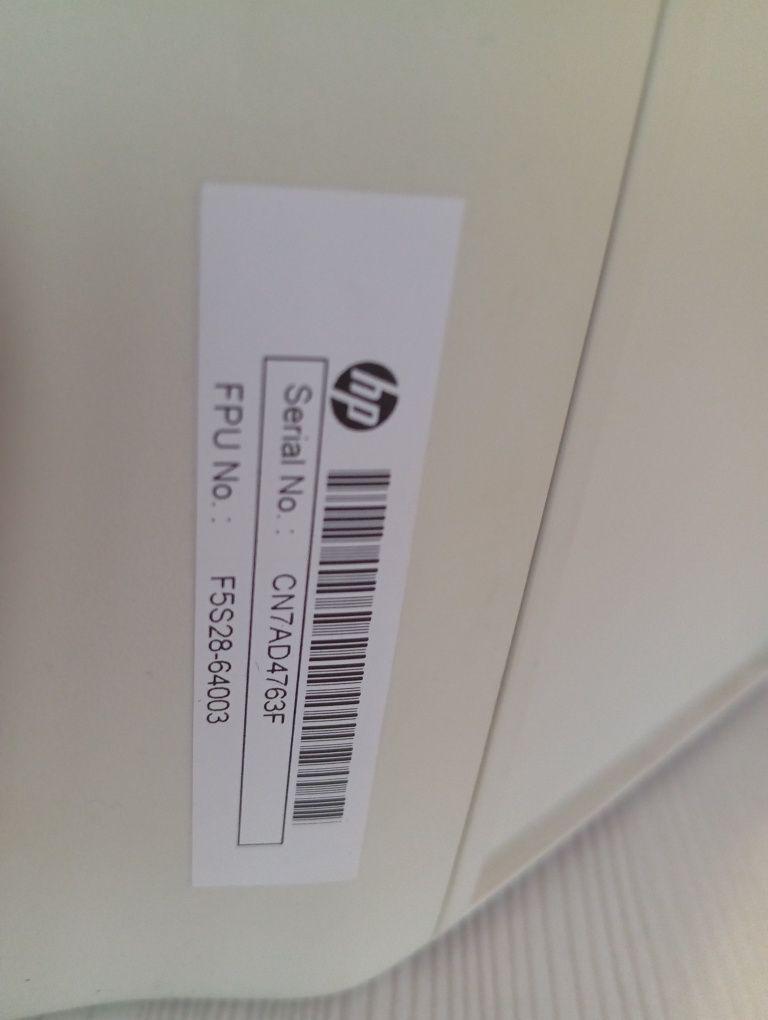 hp
Serial No. : CN7AD4763F
FPU No. : F5S28-64003